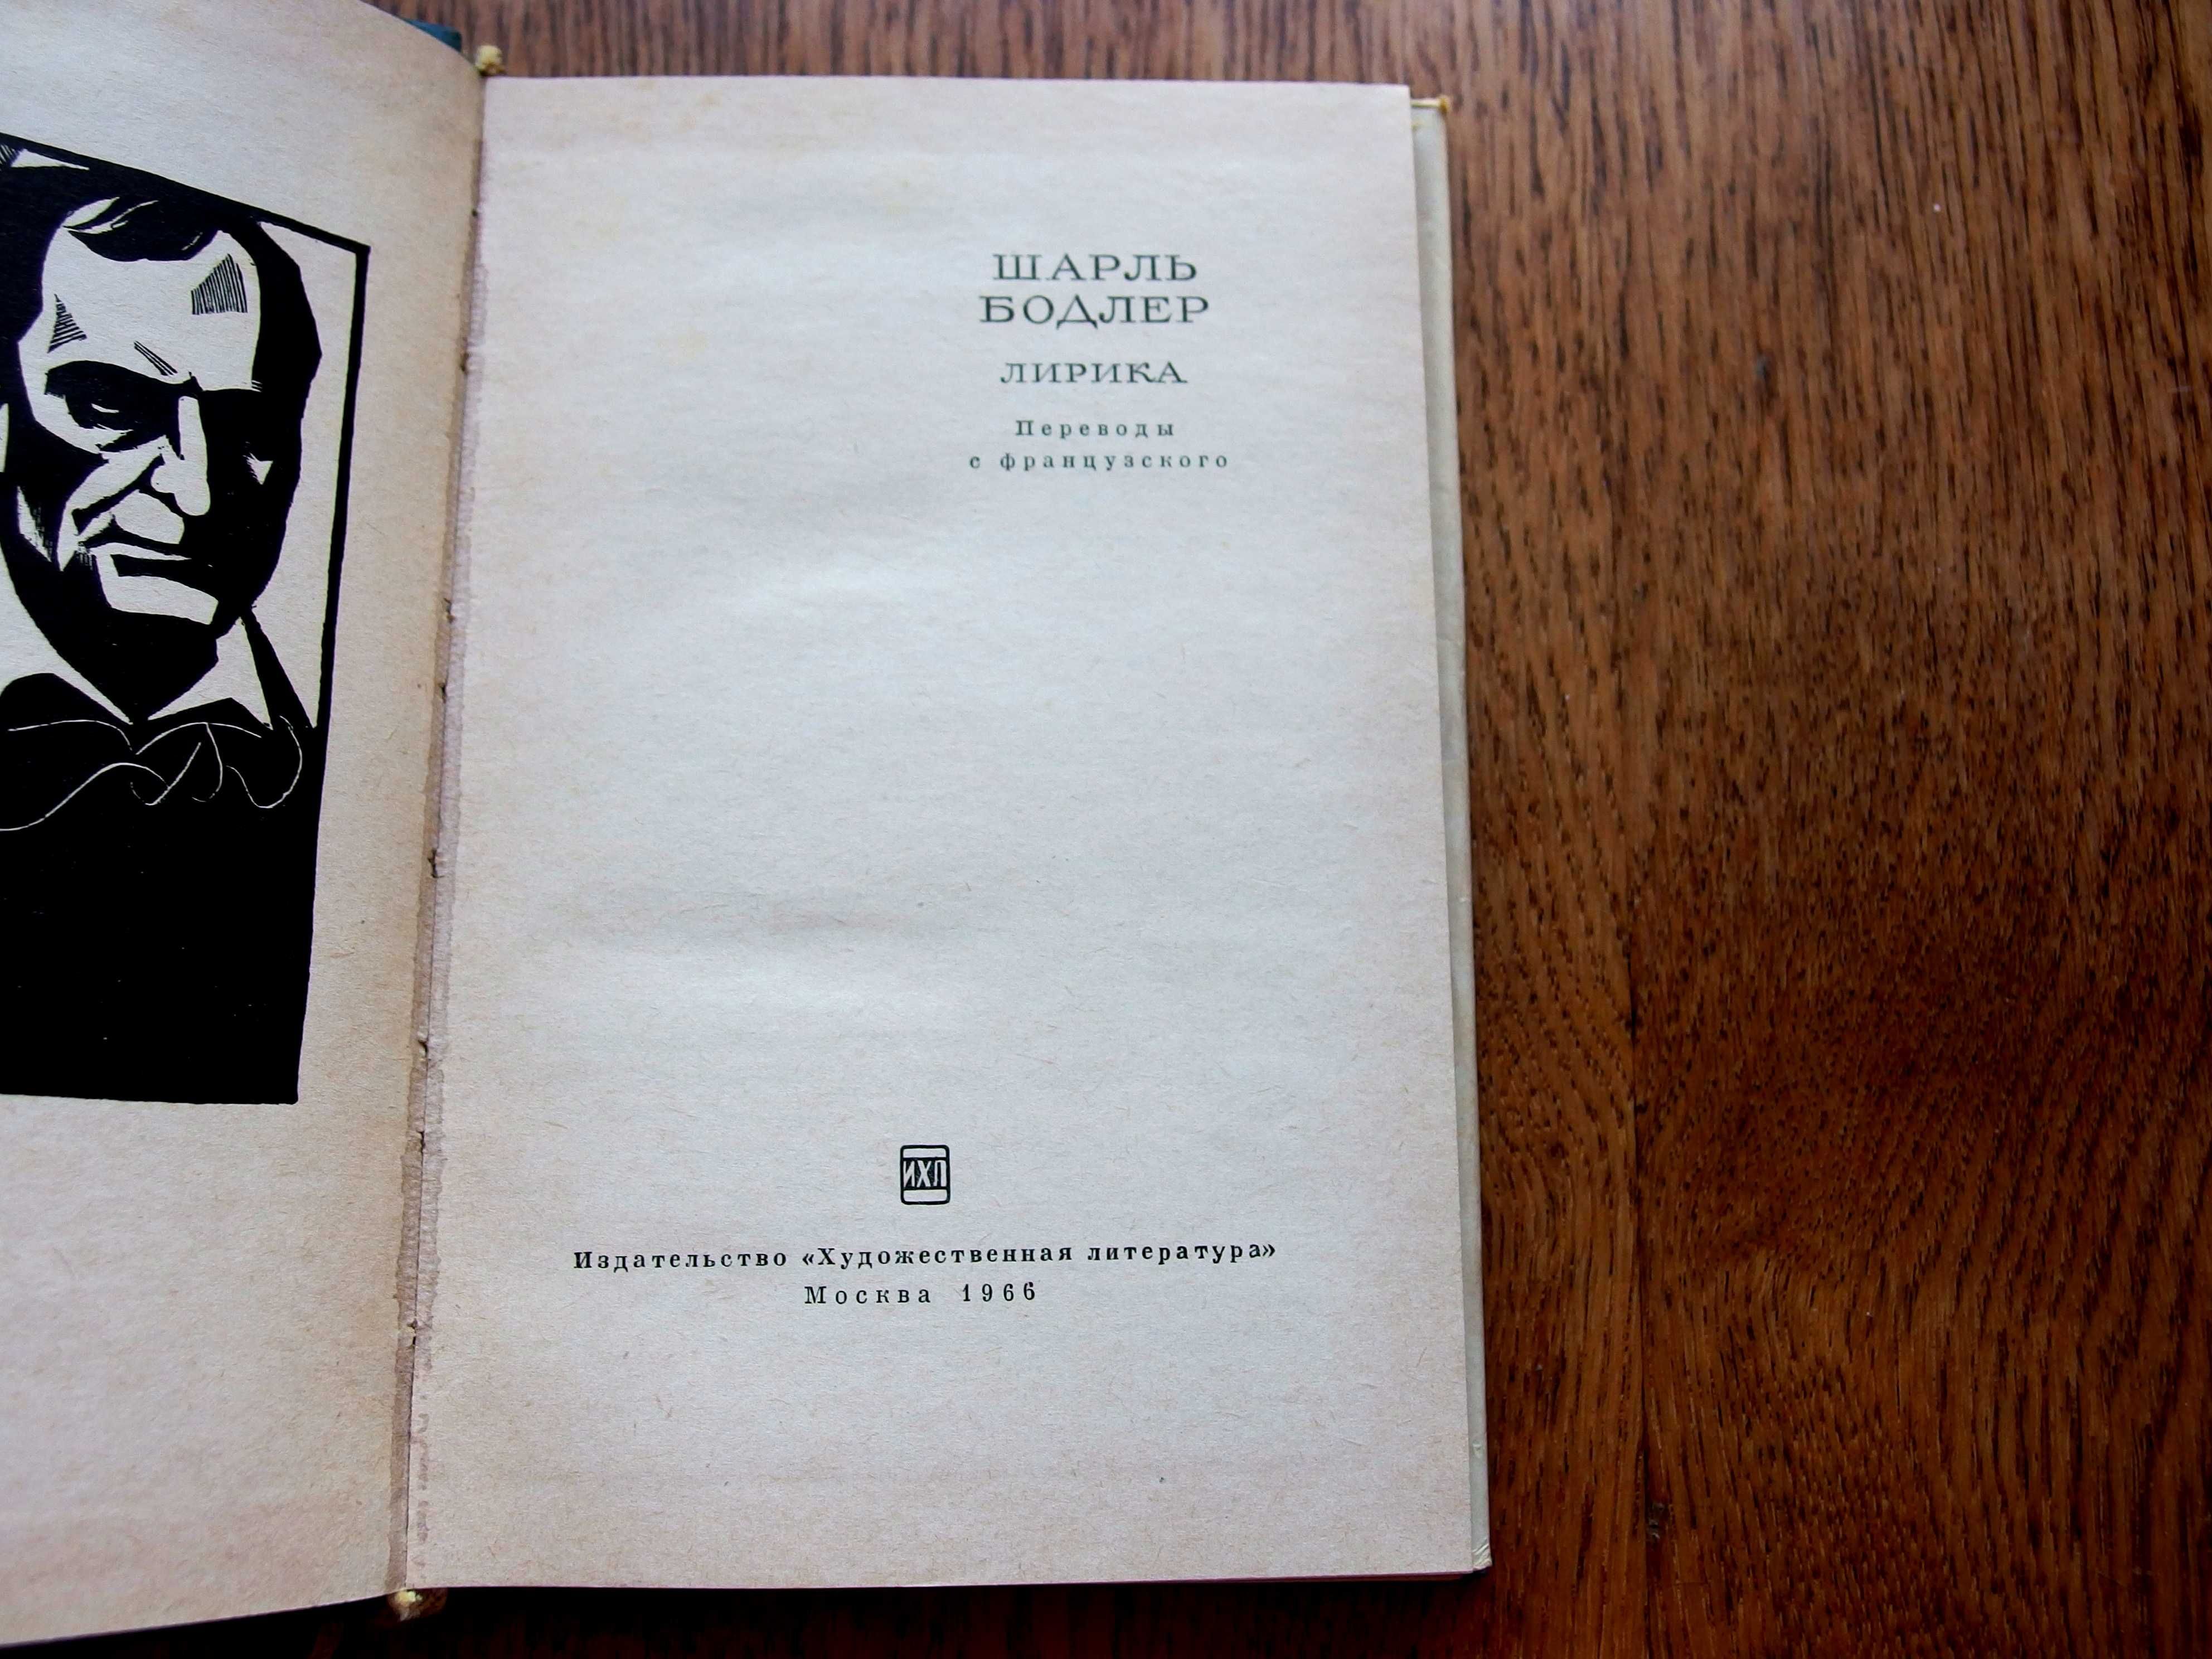 ШАРЛЬ
БОДЛЕР
ЛИРИКА
Переводы
с французского
ИХЛ
Издательство «Художественная литература»
Москва 1966